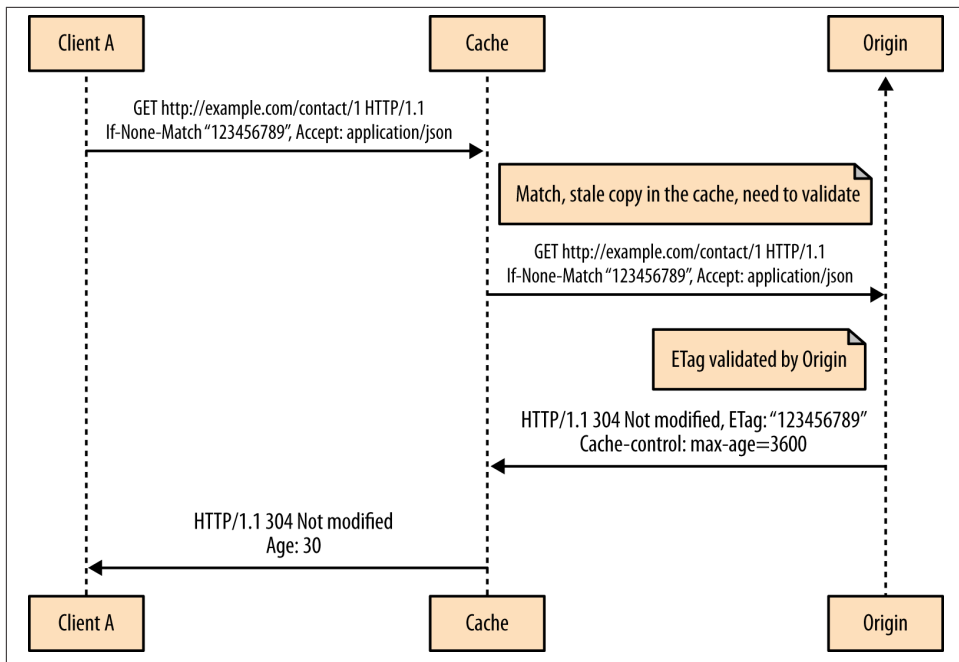 Client A
Cache
Origin
GET http://example.com/contact/1 HTTP/1.1
If-None-Match “123456789”, Accept: application/json
Match, stale copy in the cache, need to validate
GET http://example.com/contact/1 HTTP/1.1
If-None-Match “123456789”, Accept: application/json
ETag validated by Origin
HTTP/1.1 304 Not modified, ETag: “123456789”
Cache-control: max-age=3600
HTTP/1.1 304 Not modified
Age: 30
Client A
Cache
Origin